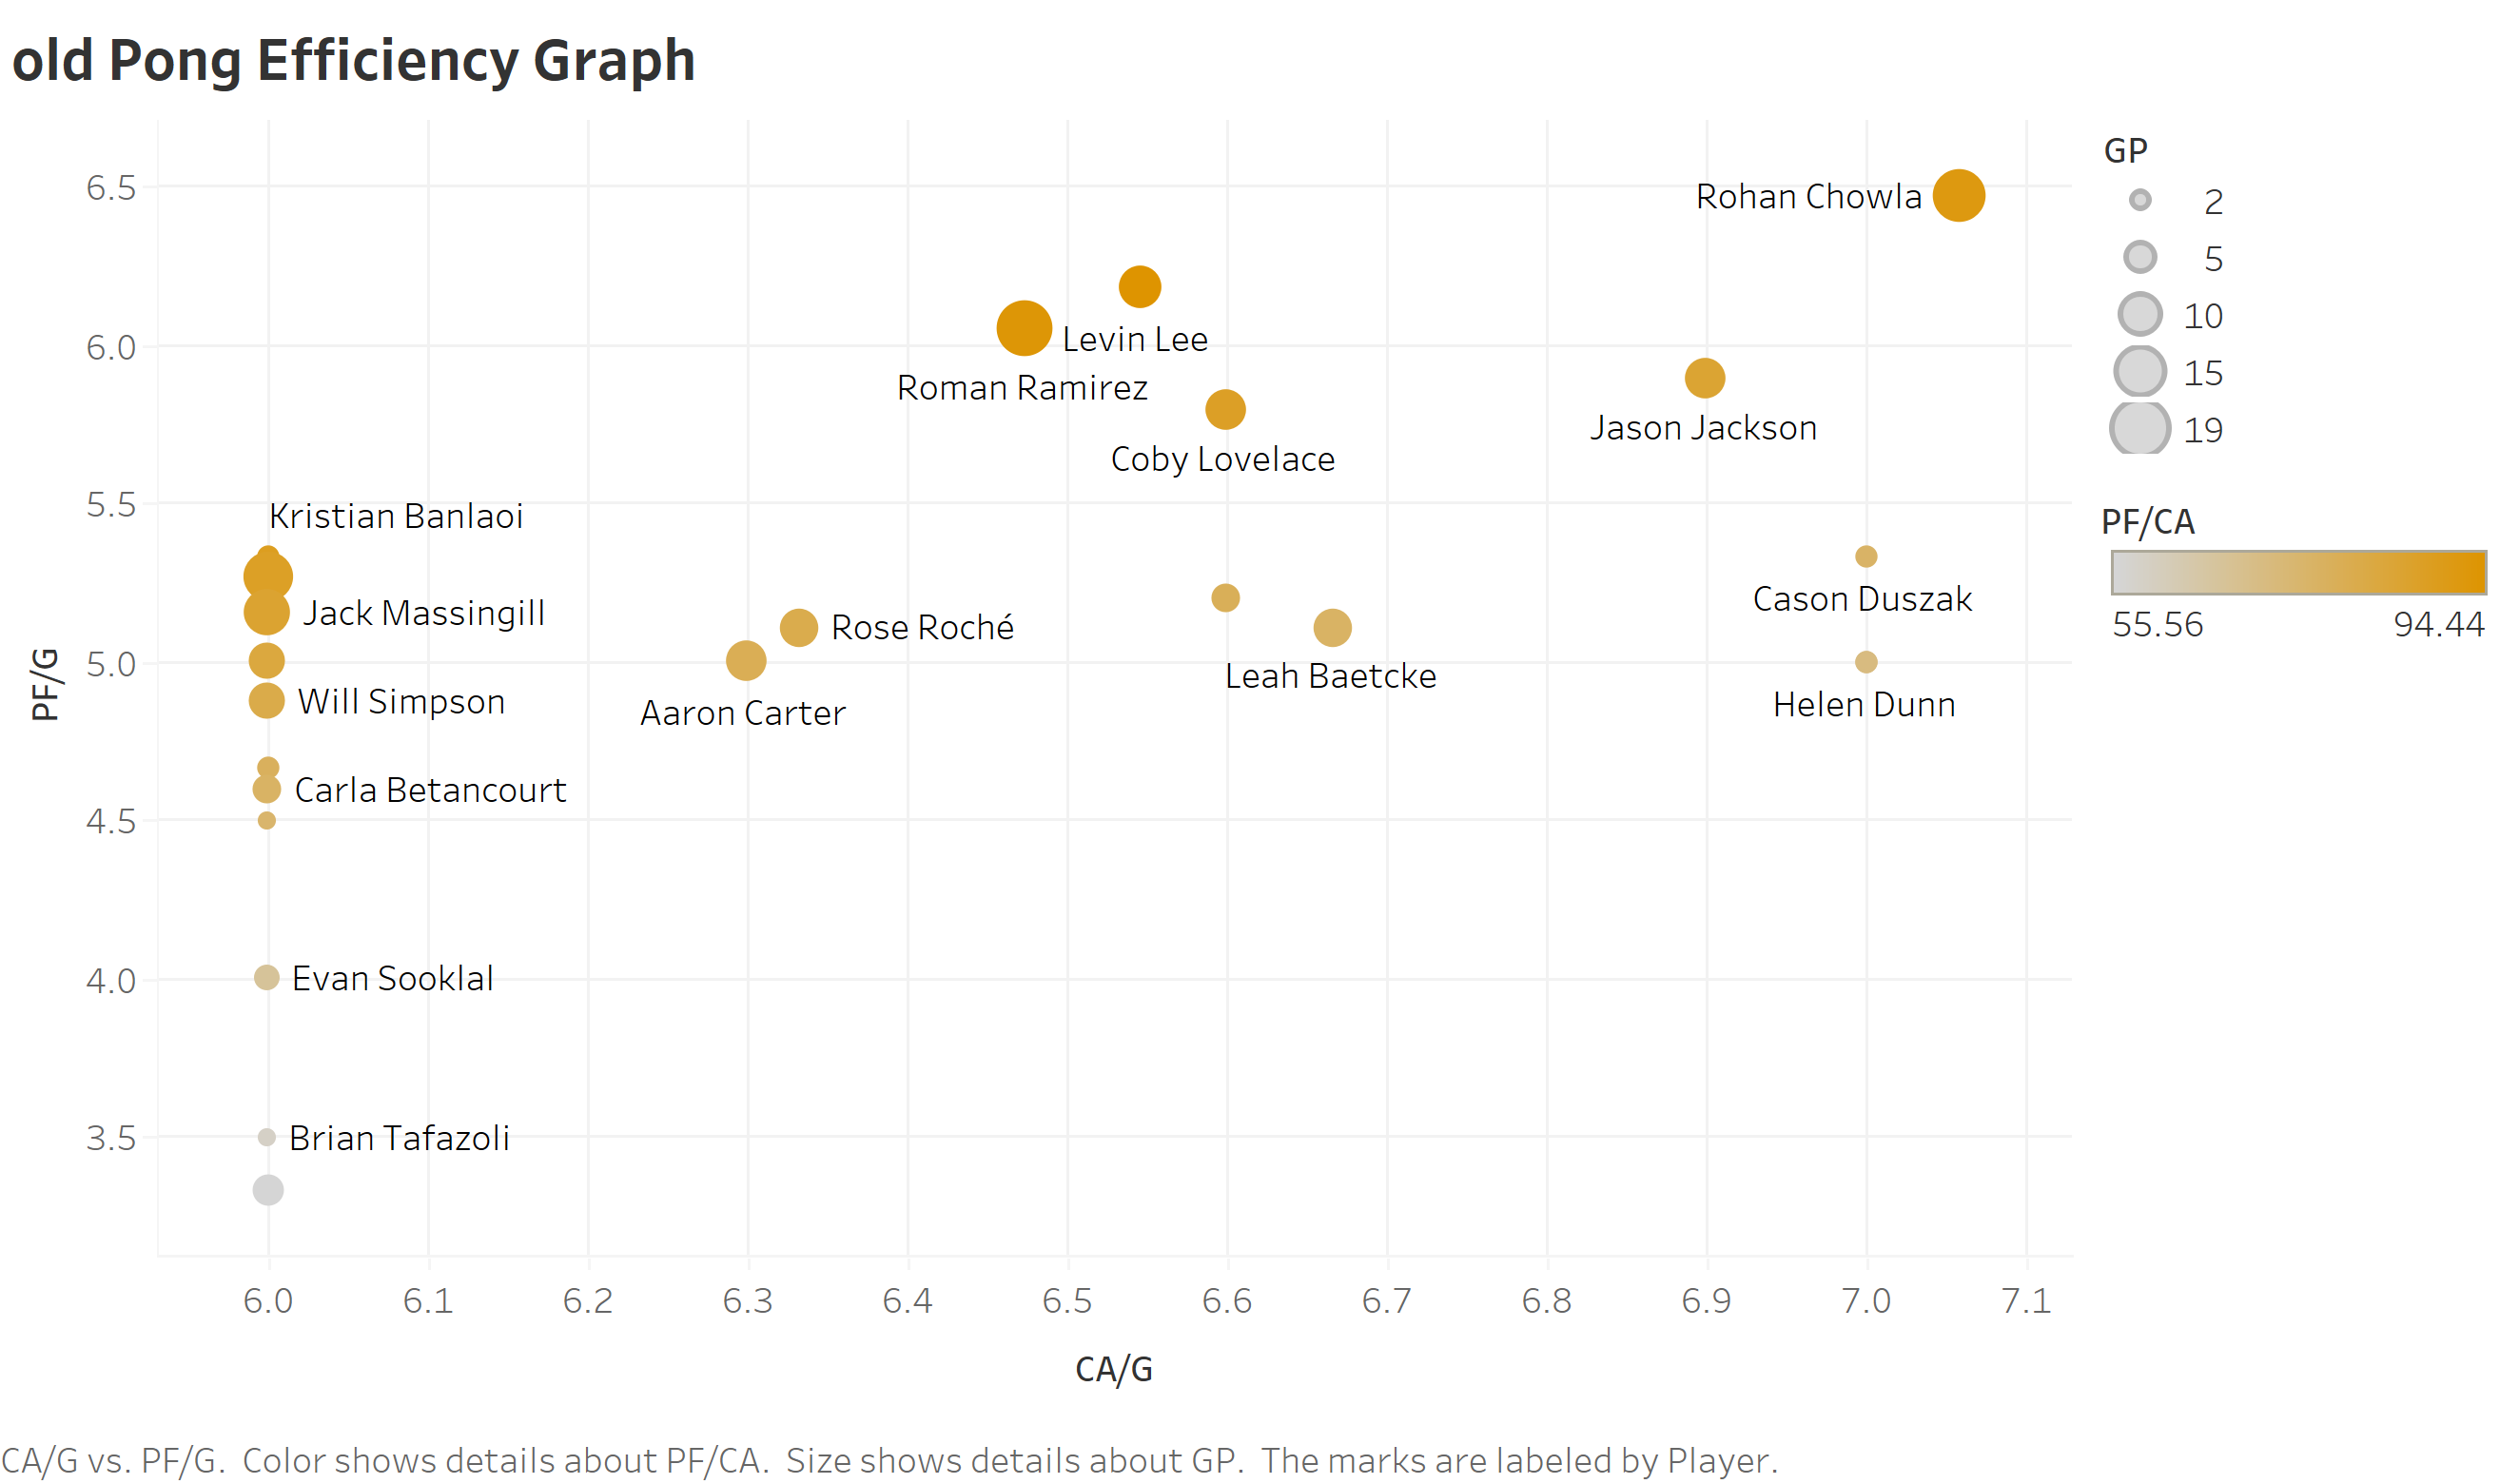 old Pong Efficiency Graph
GP
2
5
10
15
19
PF/CA
55.56
94.44
PF/G
6.5
6.0
5.5
5.0
4.5
4.0
3.5
Rohan Chowla
Levin Lee
Roman Ramirez
Jason Jackson
Coby Lovelace
Kristian Banlaoi
Cason Duszak
Jack Massingill
Rose Roché
Leah Baetcke
Will Simpson
Helen Dunn
Aaron Carter
Carla Betancourt
Evan Sooklal
Brian Tafazoli
6.0 6.1 6.2 6.3 6.4 6.5 6.6 6.7 6.8 6.9 7.0 7.1
CA/G
CA/G vs. PF/G. Color shows details about PF/CA. Size shows details about GP. The marks are labeled by Player.